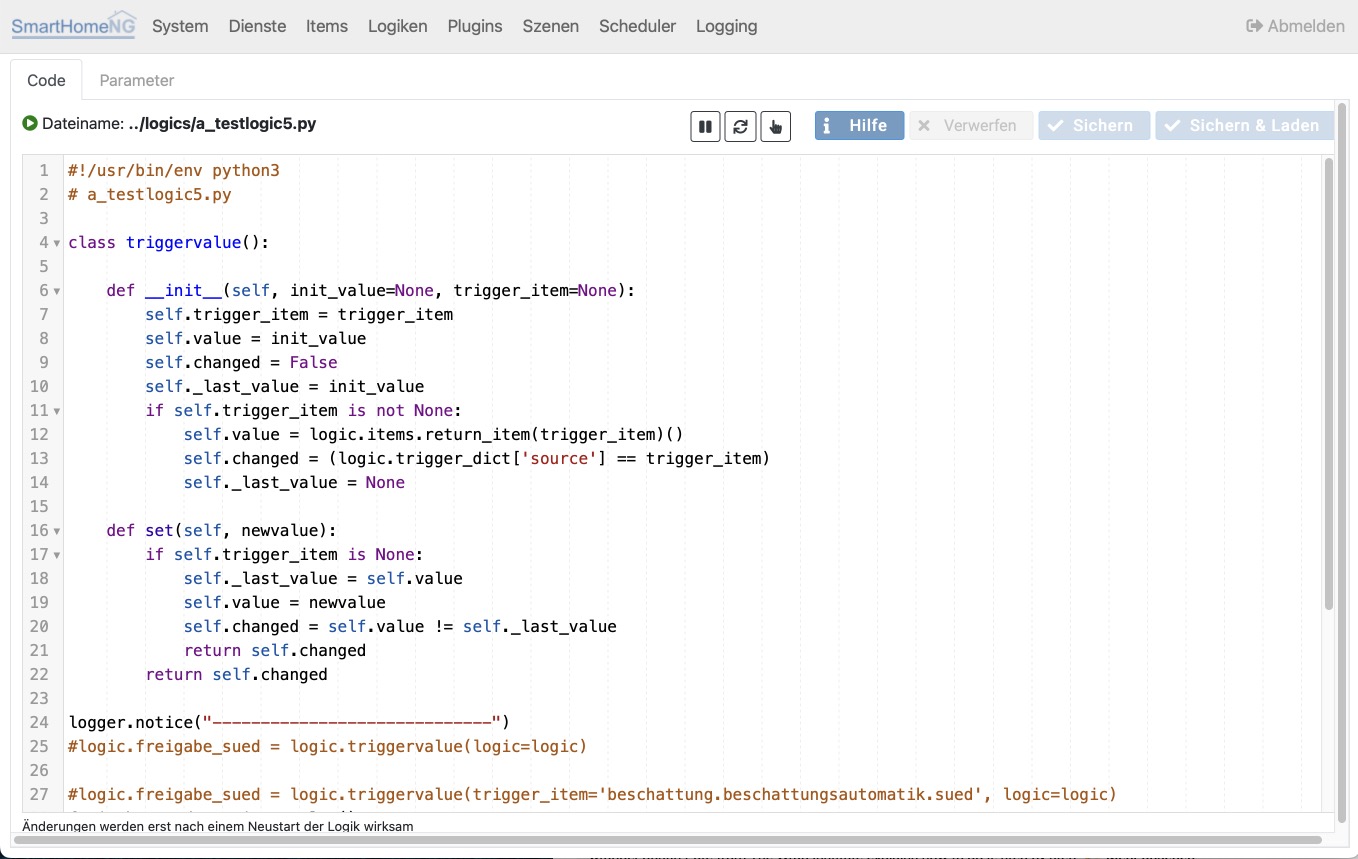 SmartHomeNG System Dienste Items Logiken Plugins Szenen Scheduler Logging Abmelden
Code Parameter
Dateiname: ../logics/a_testlogic5.py Hilfe Verwerfen Sichern Sichern & Laden
1 #!/usr/bin/env python3
2 # a_testlogic5.py
3
4 class triggervalue():
5
6     def __init__(self, init_value=None, trigger_item=None):
7         self.trigger_item = trigger_item
8         self.value = init_value
9         self.changed = False
10         self._last_value = init_value
11         if self.trigger_item is not None:
12             self.value = logic.items.return_item(trigger_item)()
13             self.changed = (logic.trigger_dict['source'] == trigger_item)
14             self._last_value = None
15
16     def set(self, newvalue):
17         if self.trigger_item is None:
18             self._last_value = self.value
19             self.value = newvalue
20             self.changed = self.value != self._last_value
21             return self.changed
22         return self.changed
23
24 logger.notice("-----------------------------")
25 #logic.freigabe_sued = logic.triggervalue(logic=logic)
26
27 #logic.freigabe_sued = logic.triggervalue(trigger_item='beschattung.beschattungsautomatik.sued', logic=logic)
Änderungen werden erst nach einem Neustart der Logik wirksam